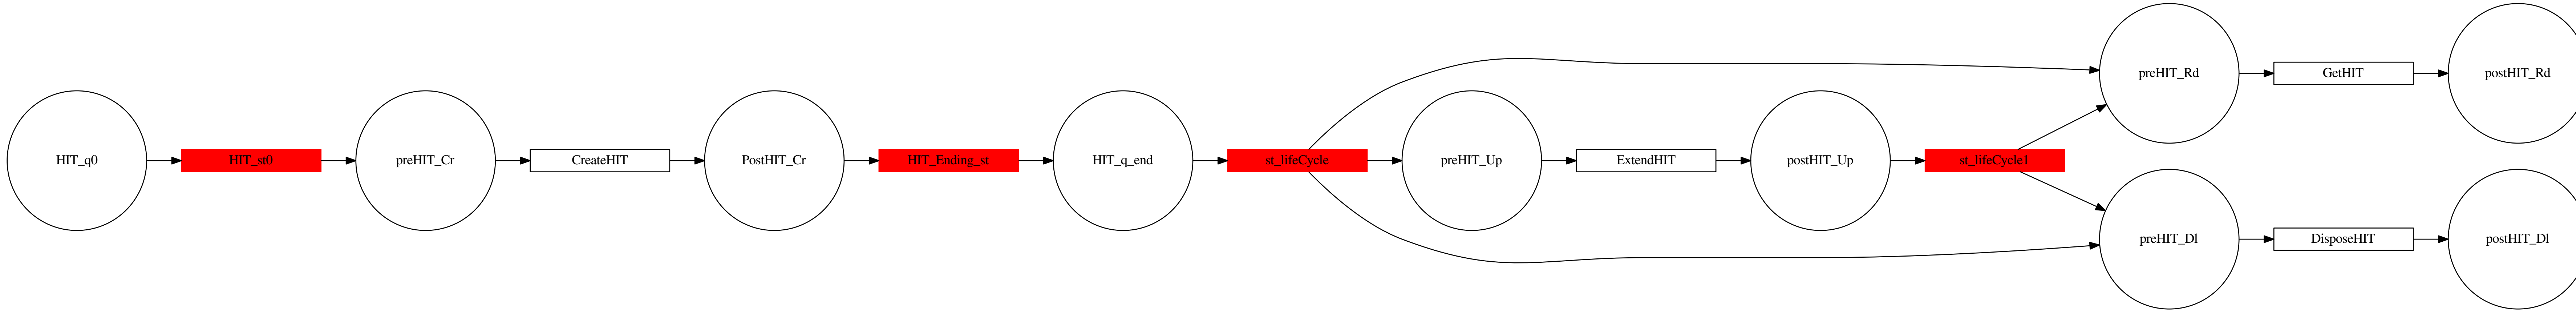 HIT_q0
HIT_st0
preHIT_Cr
CreateHIT
PostHIT_Cr
HIT_Ending_st
HIT_q_end
st_lifeCycle
preHIT_Up
ExtendHIT
postHIT_Up
st_lifeCycle1
preHIT_Rd
GetHIT
postHIT_Rd
preHIT_Dl
DisposeHIT
postHIT_Dl